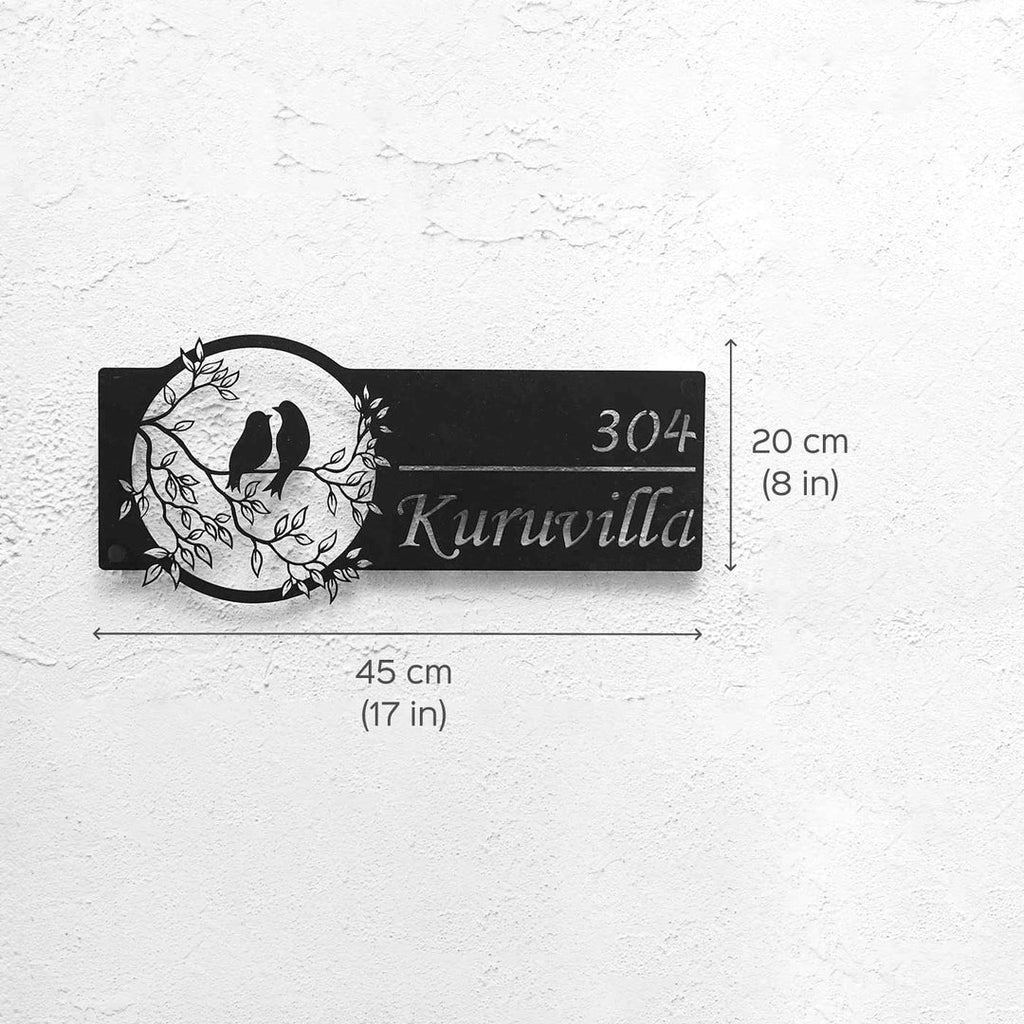 304
Kuruvilla
20 cm
(8 in)
45 cm
(17 in)